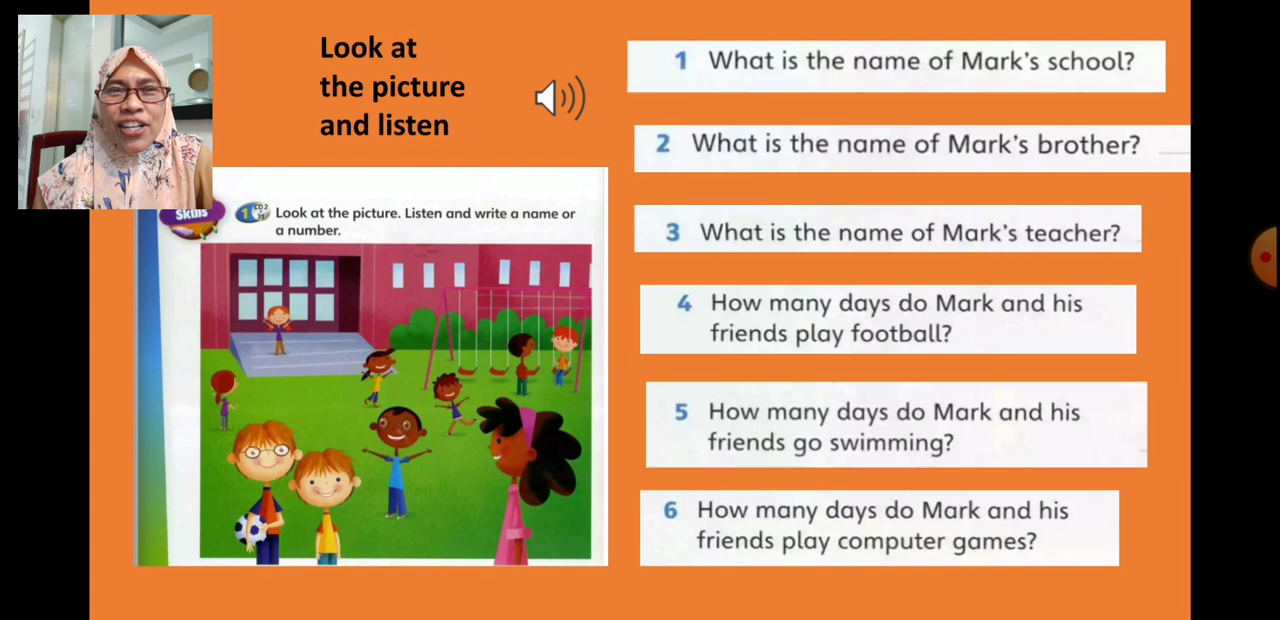 Look at
the picture
and listen
Skills
1 CD2 Look at the picture. Listen and write a name or
a number.
1 What is the name of Mark's school?
2 What is the name of Mark's brother?
3 What is the name of Mark's teacher?
4 How many days do Mark and his
friends play football?
5 How many days do Mark and his
friends go swimming?
6 How many days do Mark and his
friends play computer games?